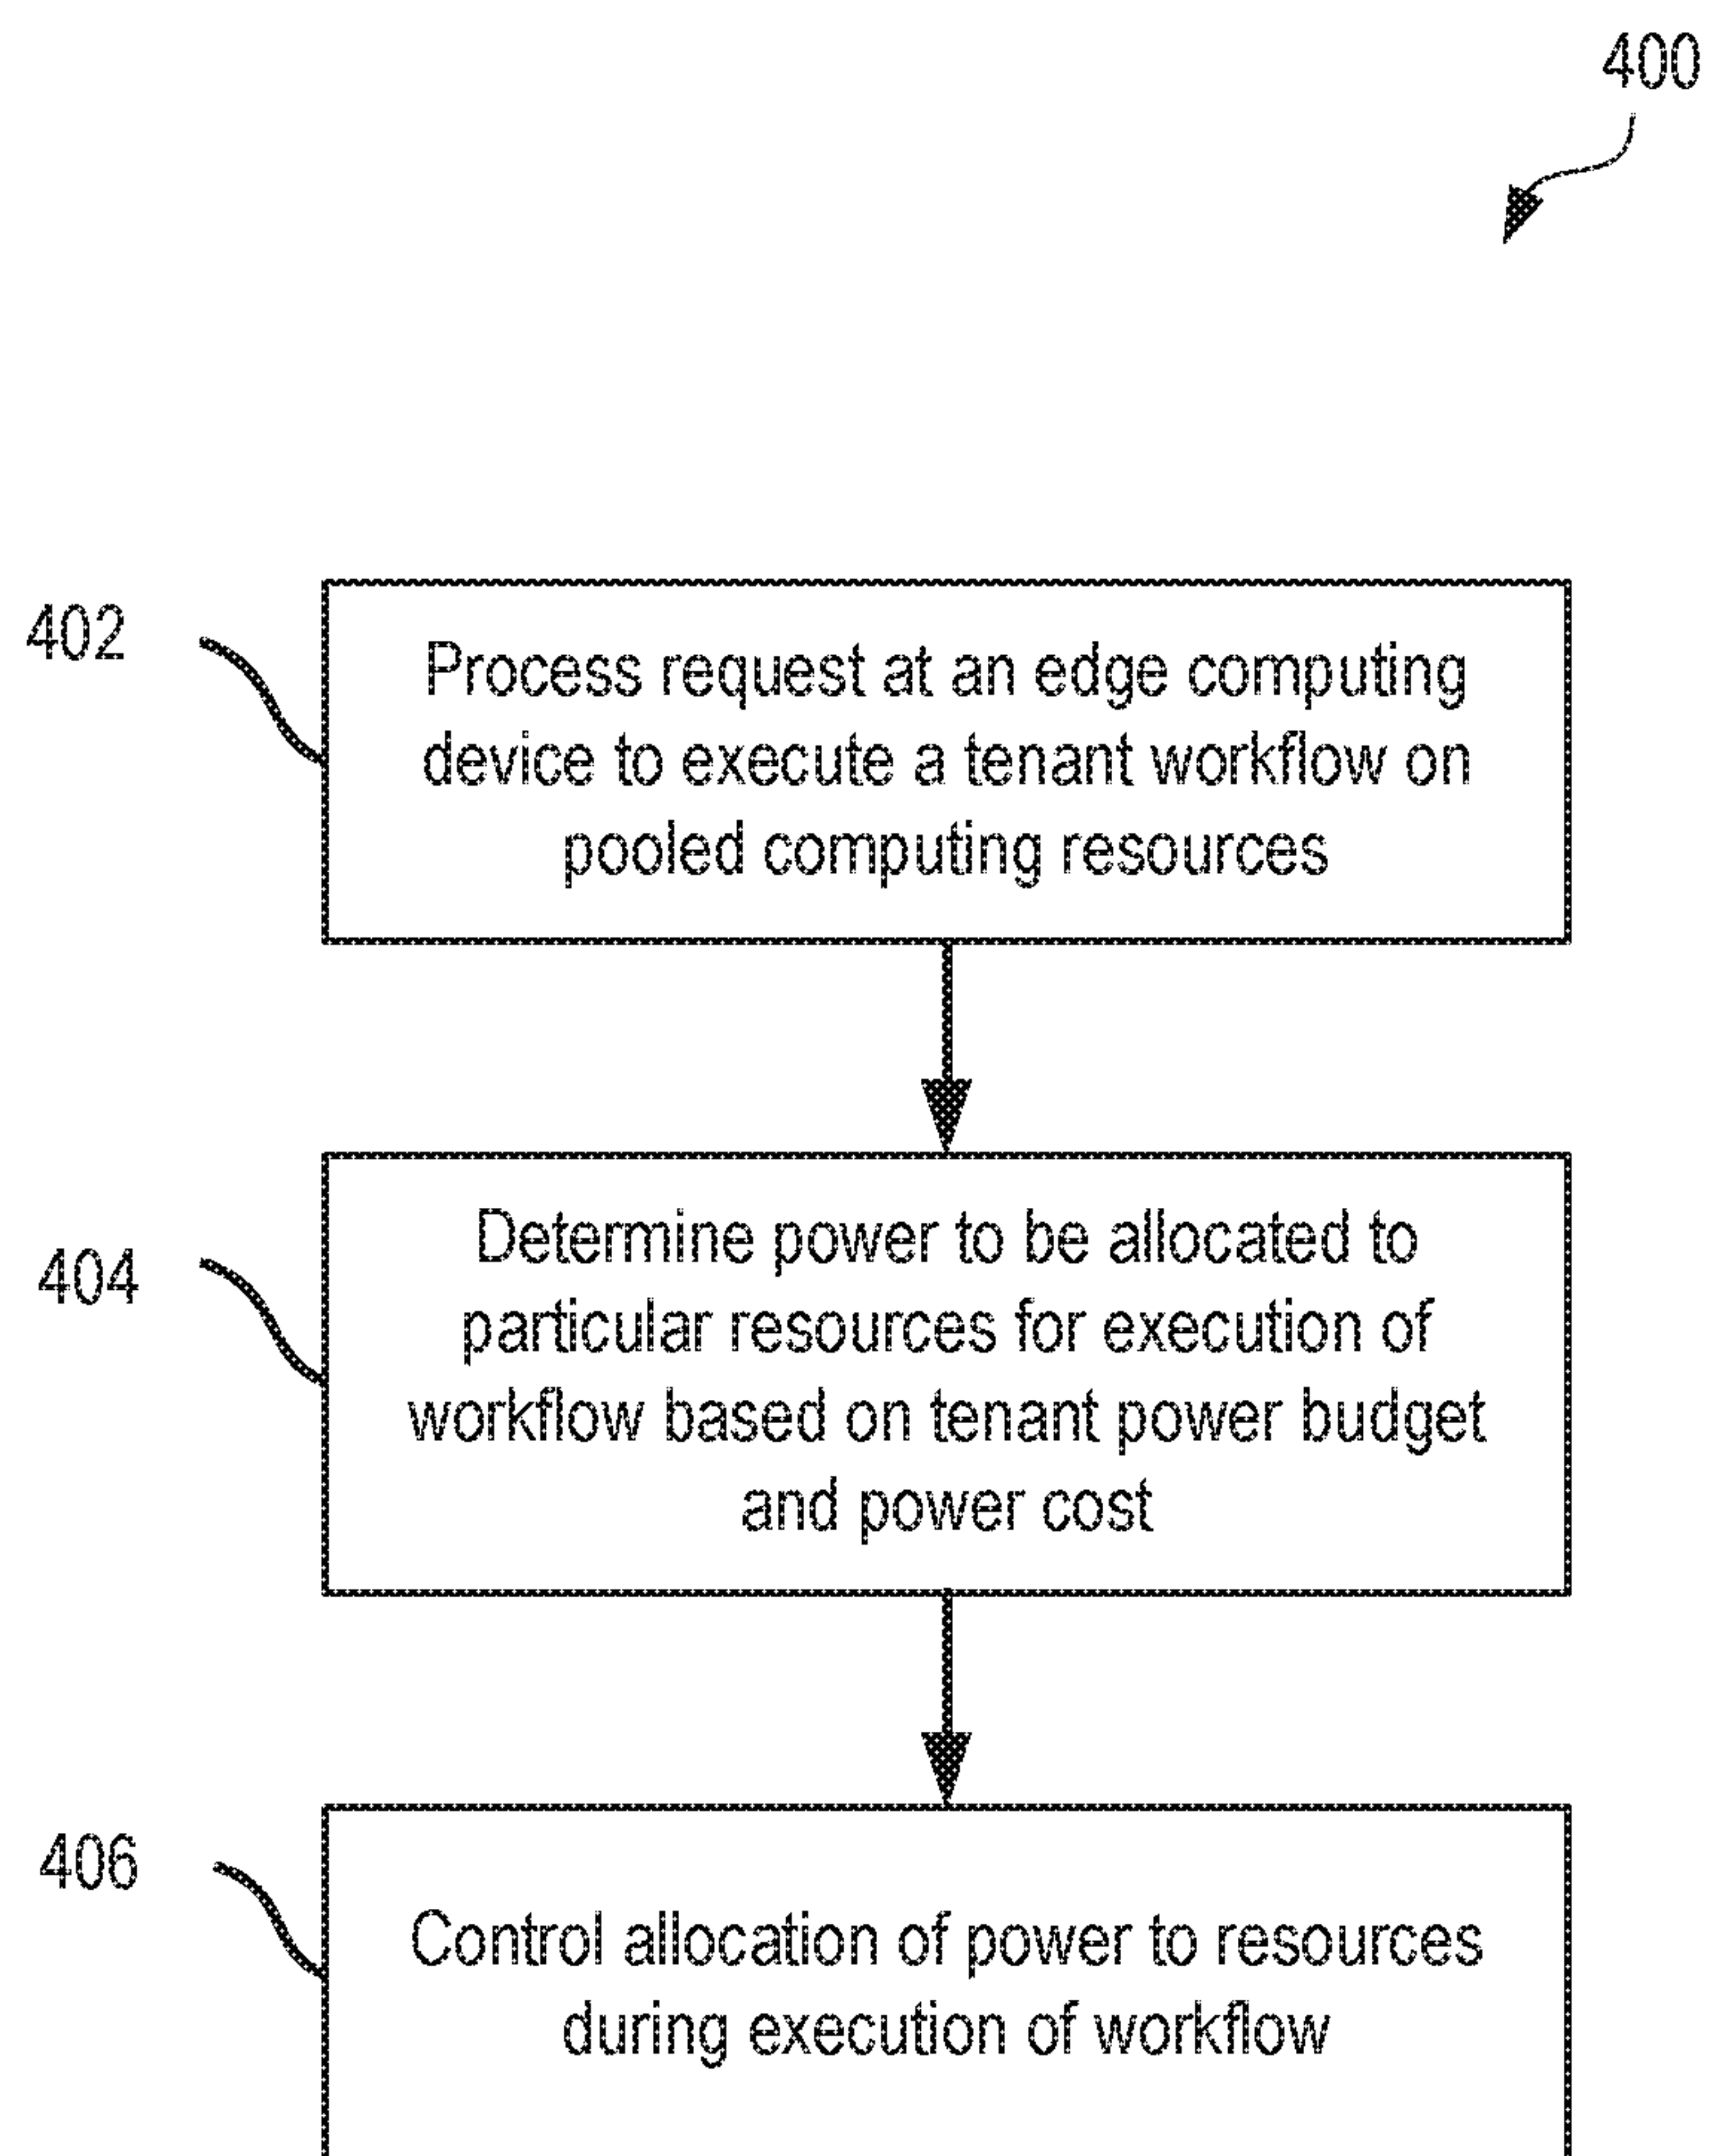 400
402
Process request at an edge computing
device to execute a tenant workflow on
pooled computing resources
404
Determine power to be allocated to
particular resources for execution of
workflow based on tenant power budget
and power cost
406
Control allocation of power to resources
during execution of workflow